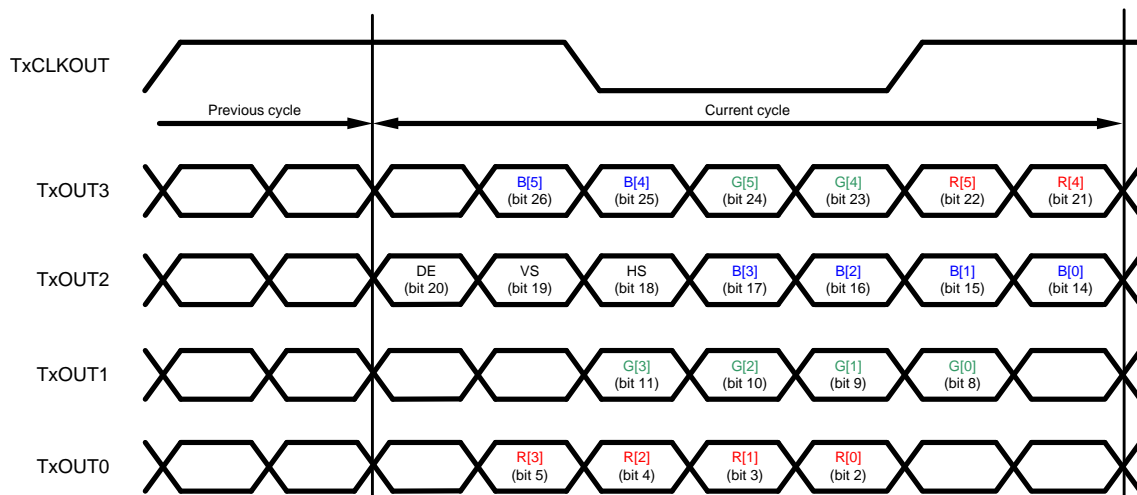 TxCLKOUT
Previous cycle
Current cycle
TxOUT3
B[5]
(bit 26)
B[4]
(bit 25)
G[5]
(bit 24)
G[4]
(bit 23)
R[5]
(bit 22)
R[4]
(bit 21)
TxOUT2
DE
(bit 20)
VS
(bit 19)
HS
(bit 18)
B[3]
(bit 17)
B[2]
(bit 16)
B[1]
(bit 15)
B[0]
(bit 14)
TxOUT1
G[3]
(bit 11)
G[2]
(bit 10)
G[1]
(bit 9)
G[0]
(bit 8)
TxOUT0
R[3]
(bit 5)
R[2]
(bit 4)
R[1]
(bit 3)
R[0]
(bit 2)